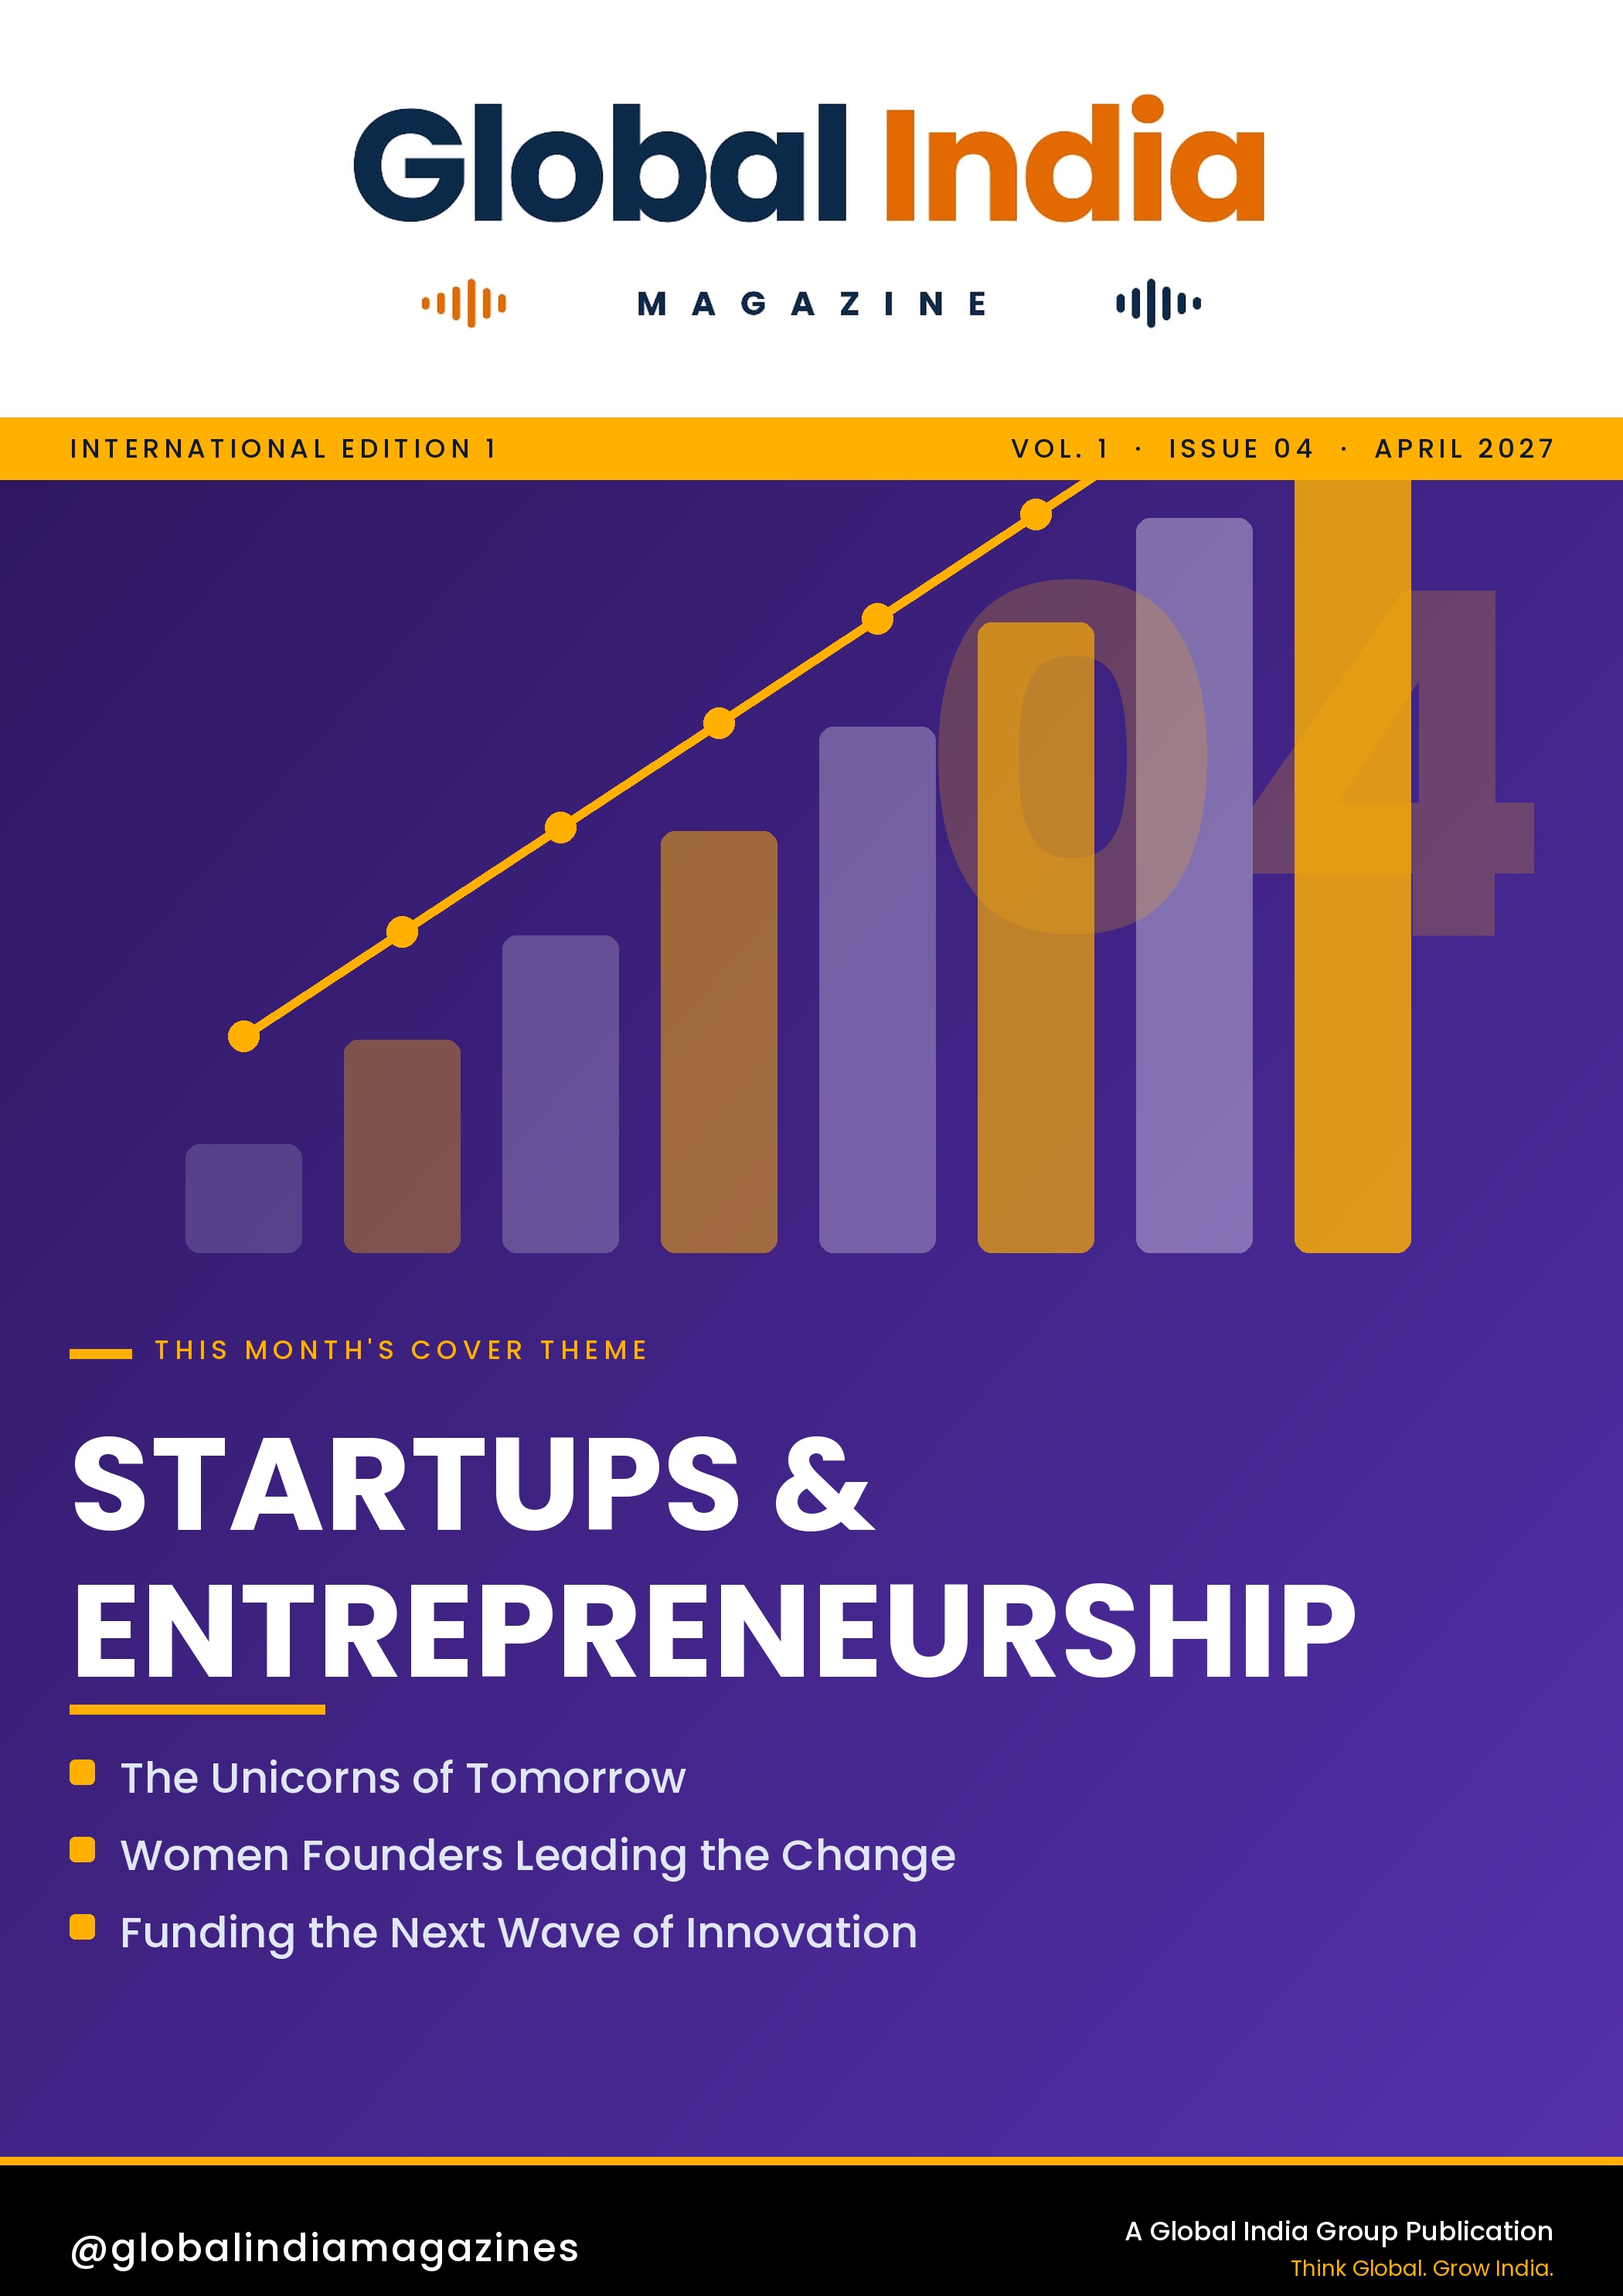 Global India
MAGAZINE
INTERNATIONAL EDITION 1
VOL. 1 · ISSUE 04 · APRIL 2027
04
THIS MONTH'S COVER THEME
STARTUPS &
ENTREPRENEURSHIP
The Unicorns of Tomorrow
Women Founders Leading the Change
Funding the Next Wave of Innovation
@globalindiamagazines
A Global India Group Publication
Think Global. Grow India.